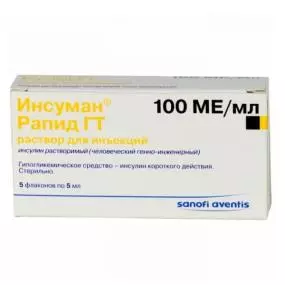 Инсуман®
Рапид ГТ
100 МЕ/мл
раствор для инъекций
инсулин растворимый (человеческий генно-инженерный)
Гипогликемическое средство – инсулин короткого действия.
Стерильно.
5 флаконов по 5 мл
sanofi aventis